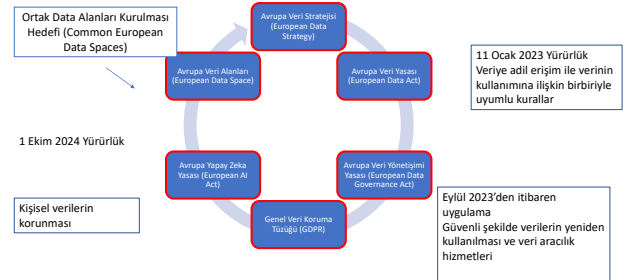 Ortak Data Alanları Kurulması
Hedefi (Common European
Data Spaces)
Avrupa Veri Stratejisi
(European Data
Strategy)
Avrupa Veri Alanları
(European Data Space)
Avrupa Veri Yasası
(European Data Act)
11 Ocak 2023 Yürürlük
Veriye adil erişim ile verinin
kullanımına ilişkin birbiriyle
uyumlu kurallar
1 Ekim 2024 Yürürlük
Avrupa Yapay Zeka
Yasası (European AI
Act)
Avrupa Veri Yönetişimi
Yasası (European Data
Governance Act)
Kişisel verilerin
korunması
Genel Veri Koruma
Tüzüğü (GDPR)
Eylül 2023'den itibaren
uygulama
Güvenli şekilde verilerin yeniden
kullanılması ve veri aracılık
hizmetleri